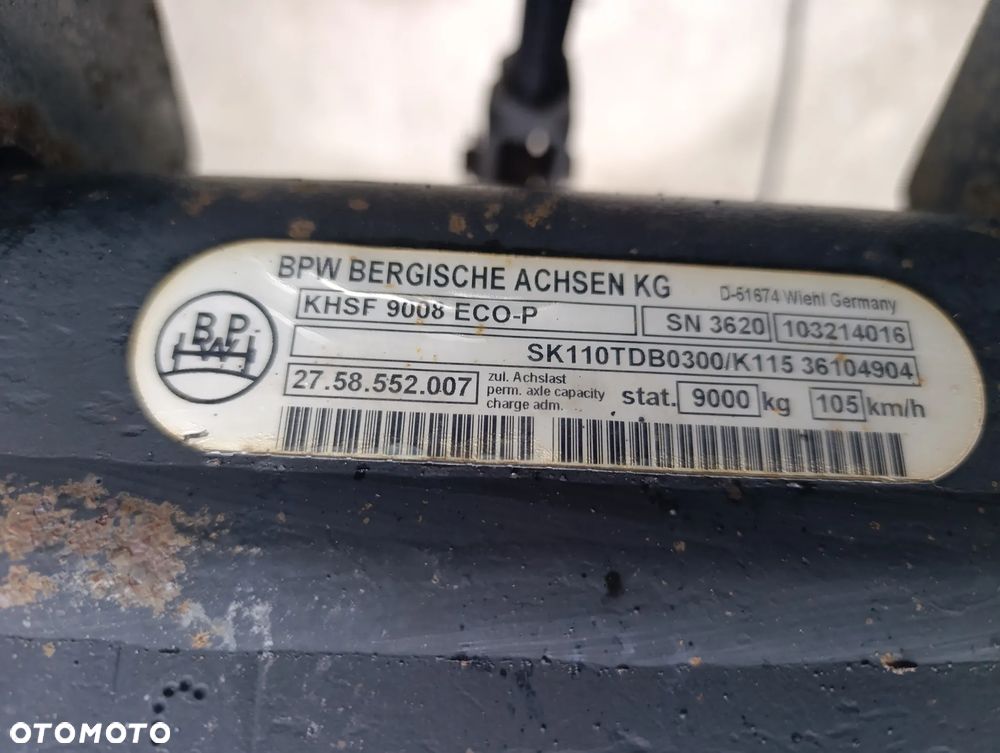 BPW BERGISCHE ACHSEN KG D-51674 Wiehl Germany
KHSF 9008 ECO-P SN 3620 103214016
BPW
SK110TDB0300/K115 36104904
27.58.552.007 zul. Achslast
perm. axle capacity
charge adm.
stat. 9000 kg 105 km/h
OTOMOTO